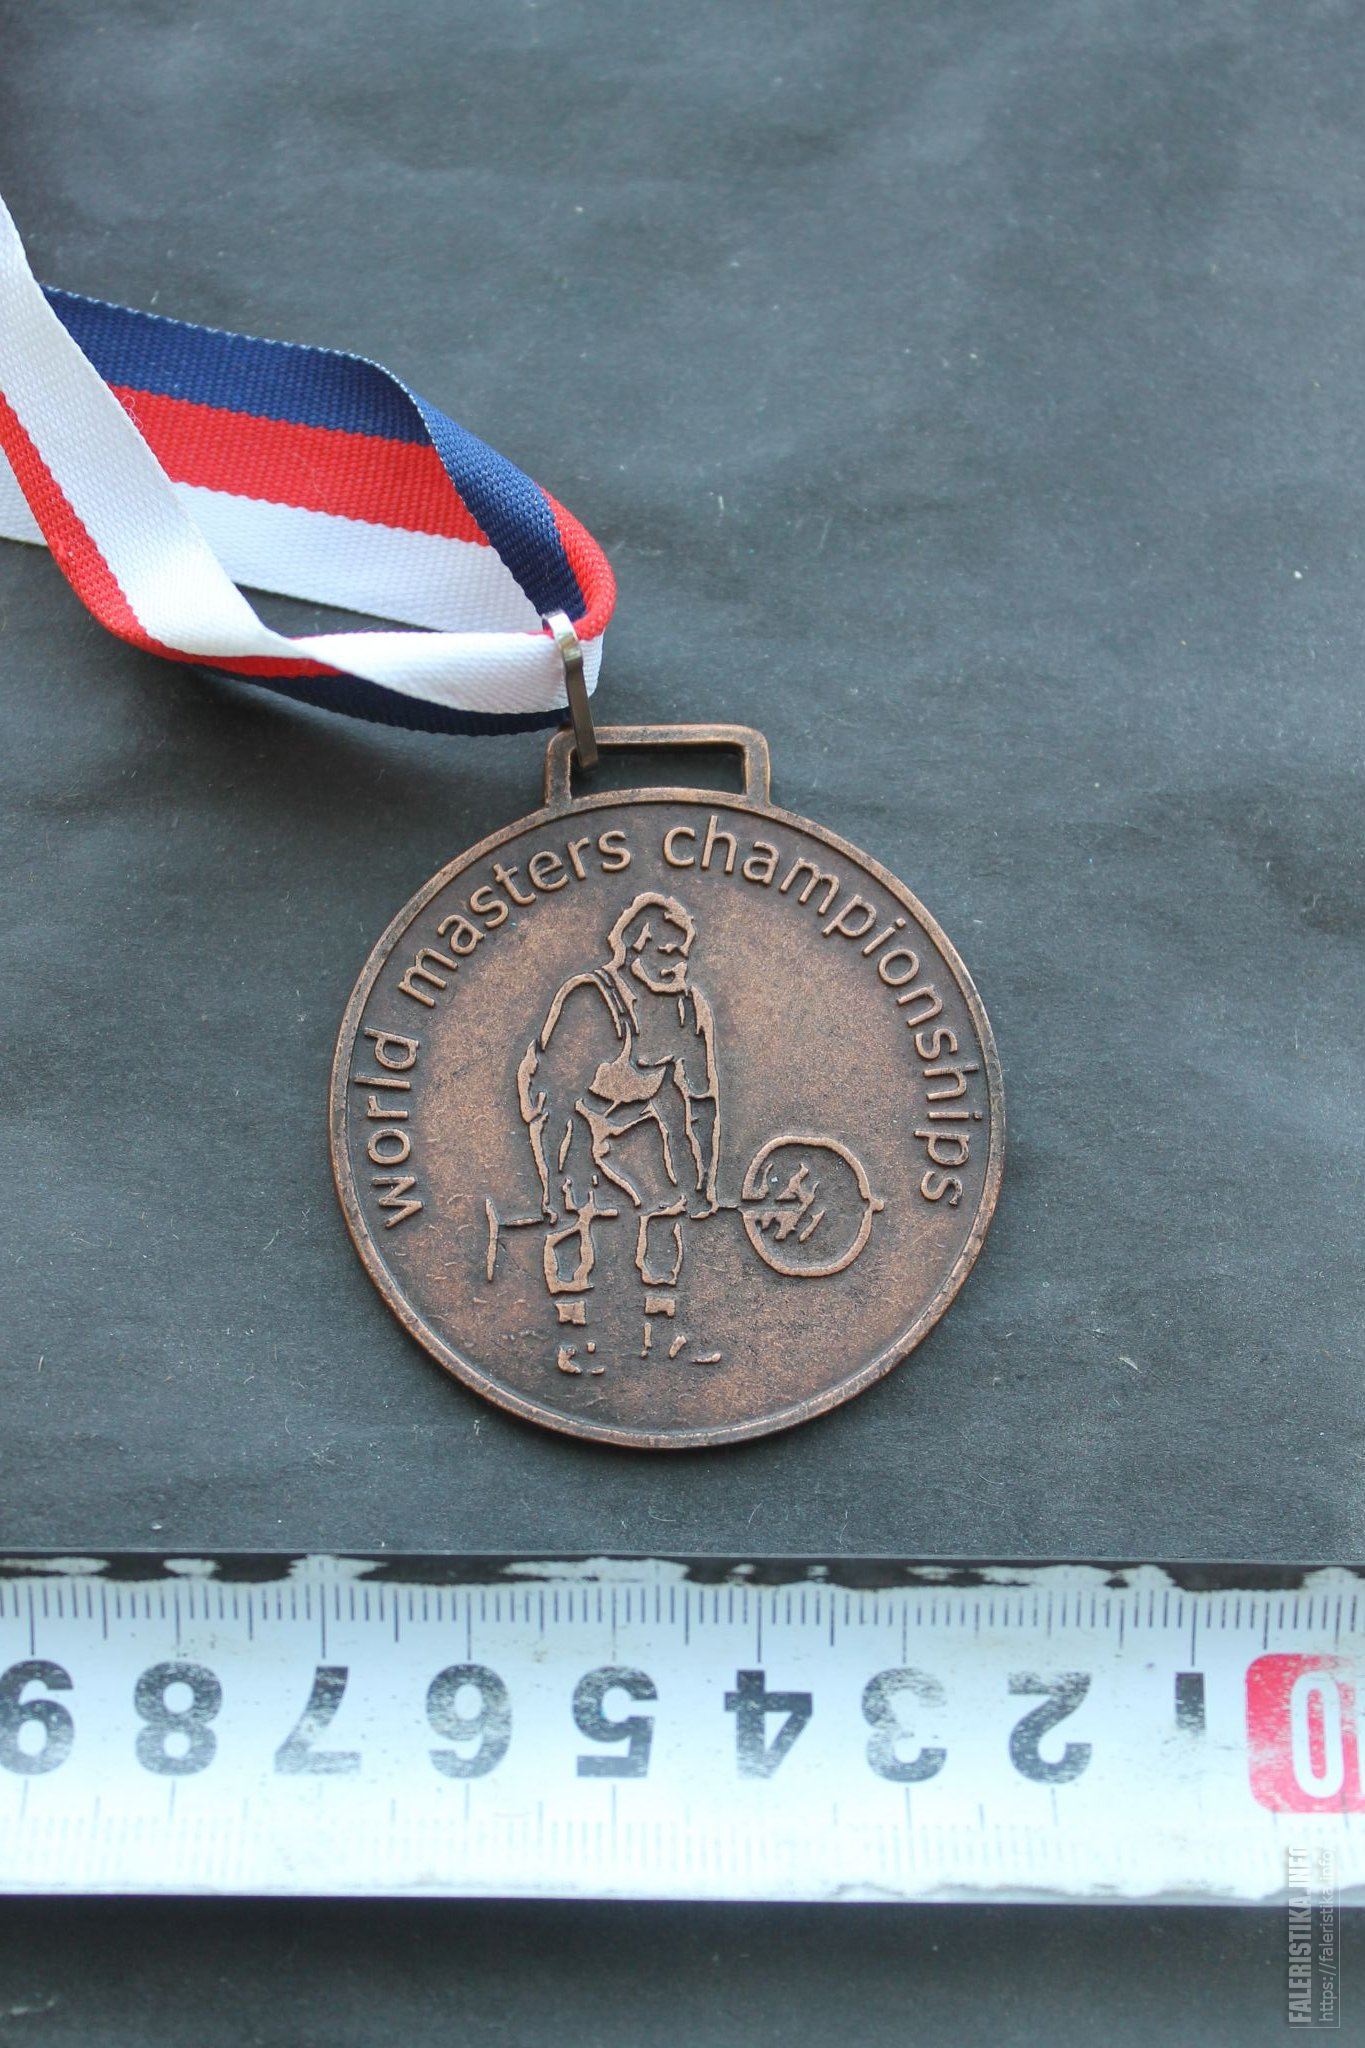 world masters championships
9 8 7 6 5 4 3 2 1 0
FALERISTIKA.INFO
https://faleristika.info